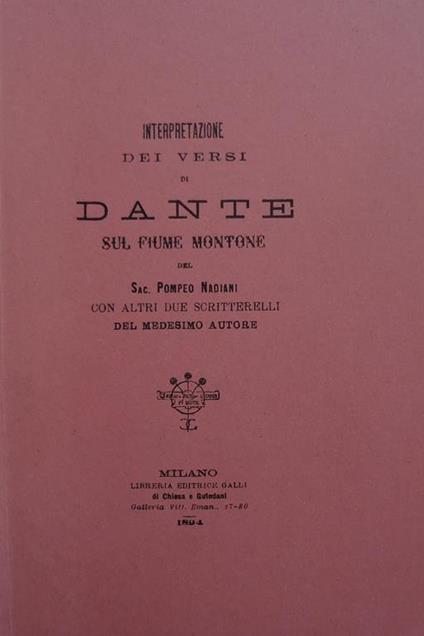 INTERPRETAZIONE
DEI VERSI
DI
DANTE
SUL FIUME MONTONE
DEL
SAC. POMPEO NADIANI
CON ALTRI DUE SCRITTERELLI
DEL MEDESIMO AUTORE
MILANO
LIBRERIA EDITRICE GALLI
di Chiesa e Guindani
Galleria Vitt. Eman., 17-80
1894